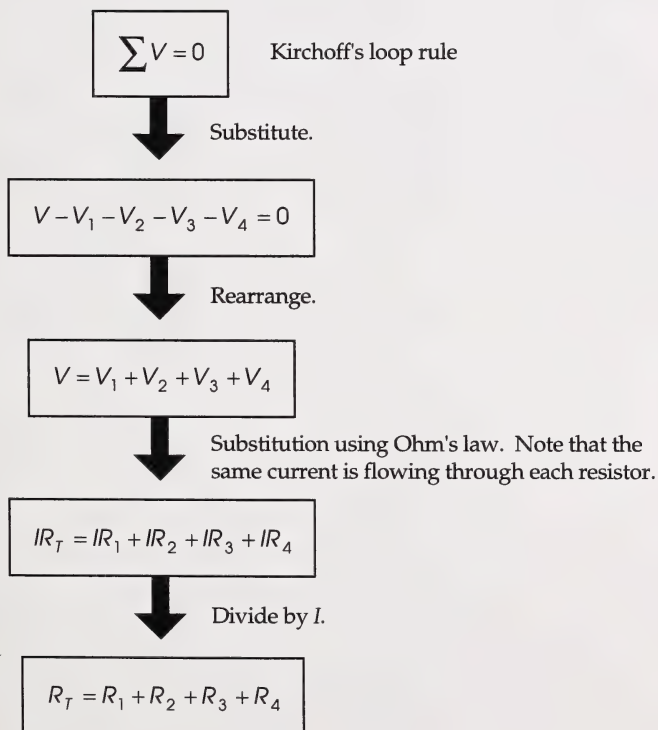 ∑V = 0
Kirchoff's loop rule
Substitute.
V – V₁ – V₂ – V₃ – V₄ = 0
Rearrange.
V = V₁ + V₂ + V₃ + V₄
Substitution using Ohm's law. Note that the
same current is flowing through each resistor.
IR_T = IR₁ + IR₂ + IR₃ + IR₄
Divide by I.
R_T = R₁ + R₂ + R₃ + R₄